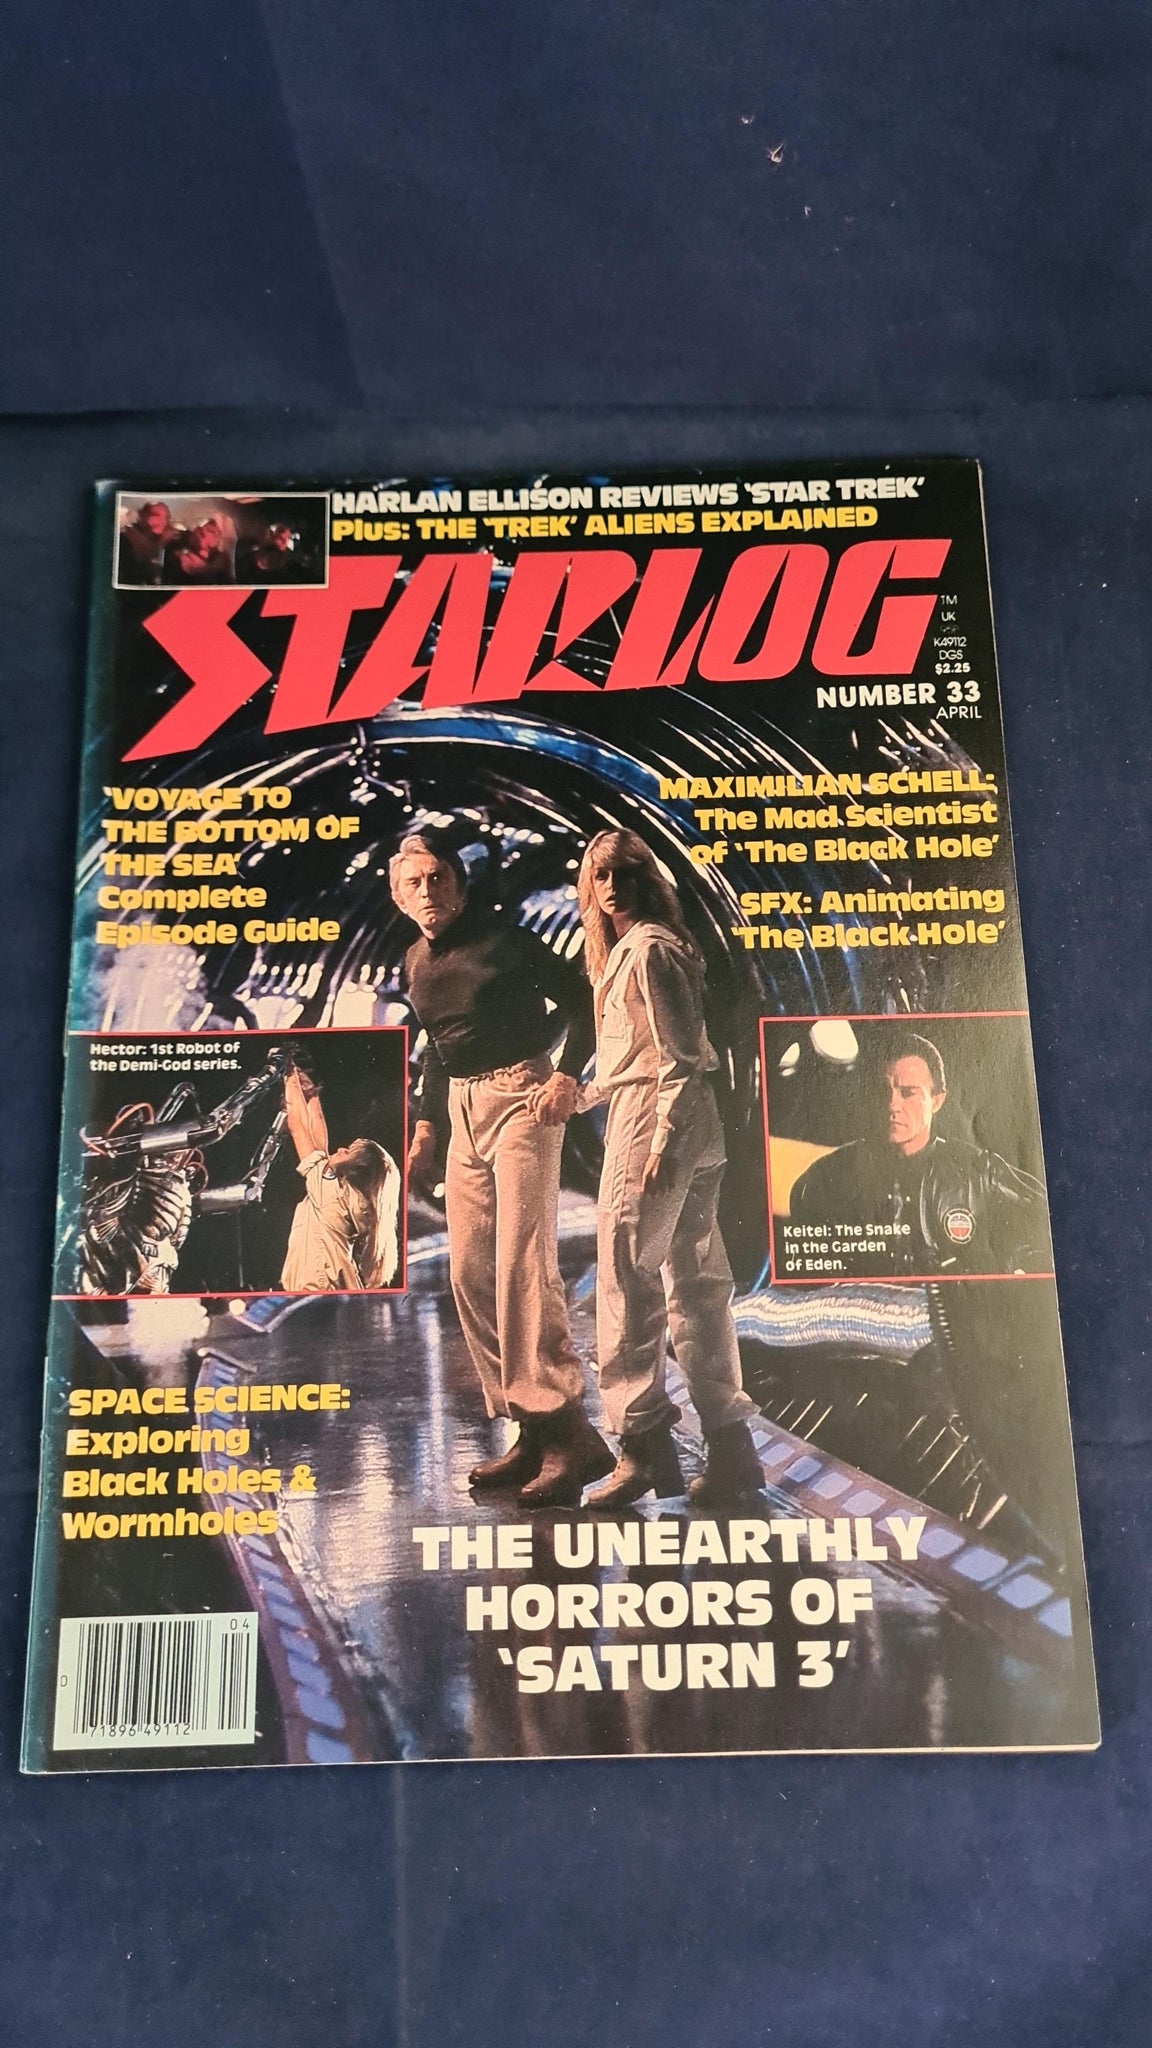 HARLAN ELLISON REVIEWS 'STAR TREK'
Plus: THE 'TREK' ALIENS EXPLAINED
STARLOG
TM
UK
K49112
DGS
$2.25
NUMBER 33
APRIL
'VOYAGE TO
THE BOTTOM OF
THE SEA'
Complete
Episode Guide
MAXIMILIAN SCHELL:
The Mad Scientist
of 'The Black Hole'
SFX: Animating
'The Black Hole'
Hector: 1st Robot of
the Demi-God series.
Keitel: The Snake
in the Garden
of Eden.
SPACE SCIENCE:
Exploring
Black Holes &
Wormholes
THE UNEARTHLY
HORRORS OF
'SATURN 3'
04
D
71896 49112